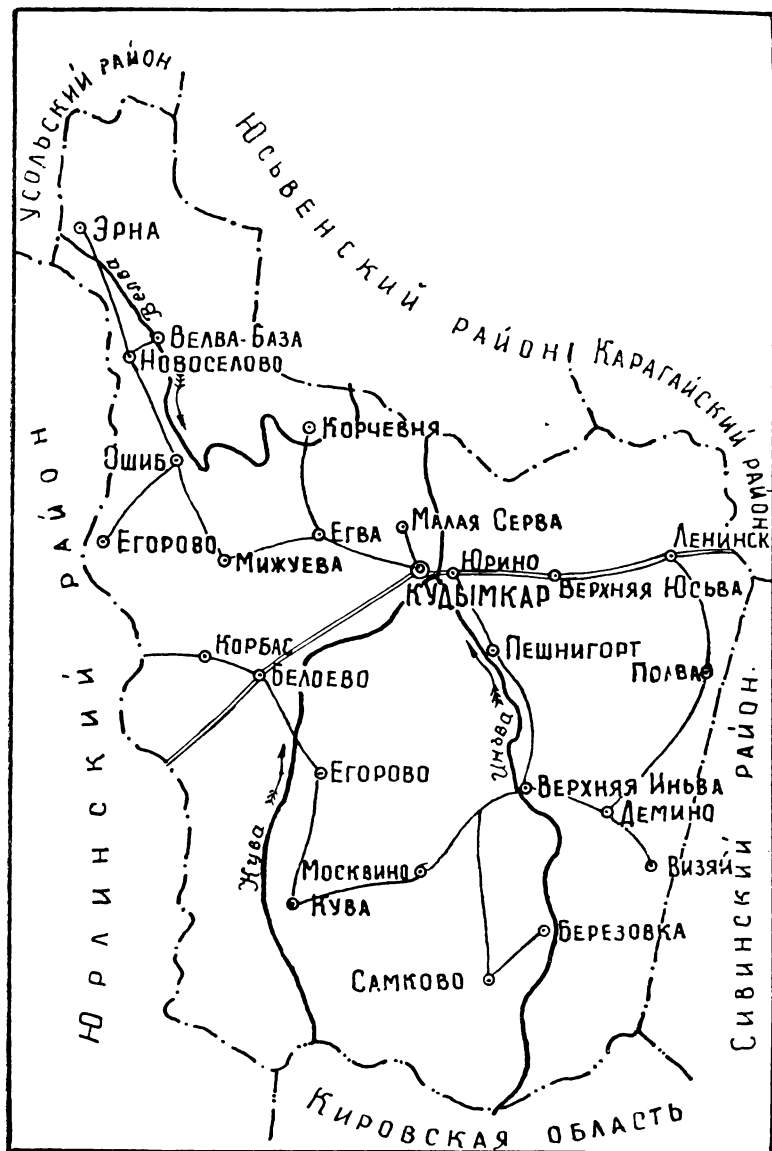 Усольский район
Юсьвенский район
Карагайский район
Эрна
Велва
Велва-База
Новоселово
Корчевня
Ошиб
Егорово
Мижуева
Егва
Малая Серва
Ленинск
Юрино
Кудымкар
Верхняя Юсьва
Пешнигорт
Полва
Корбас
Белоево
Егорово
Иньва
Верхняя Иньва
Демино
Визяй
Москвино
Кува
Кува
Березовка
Самково
Юрлинский район
Сивинский район
Кировская область